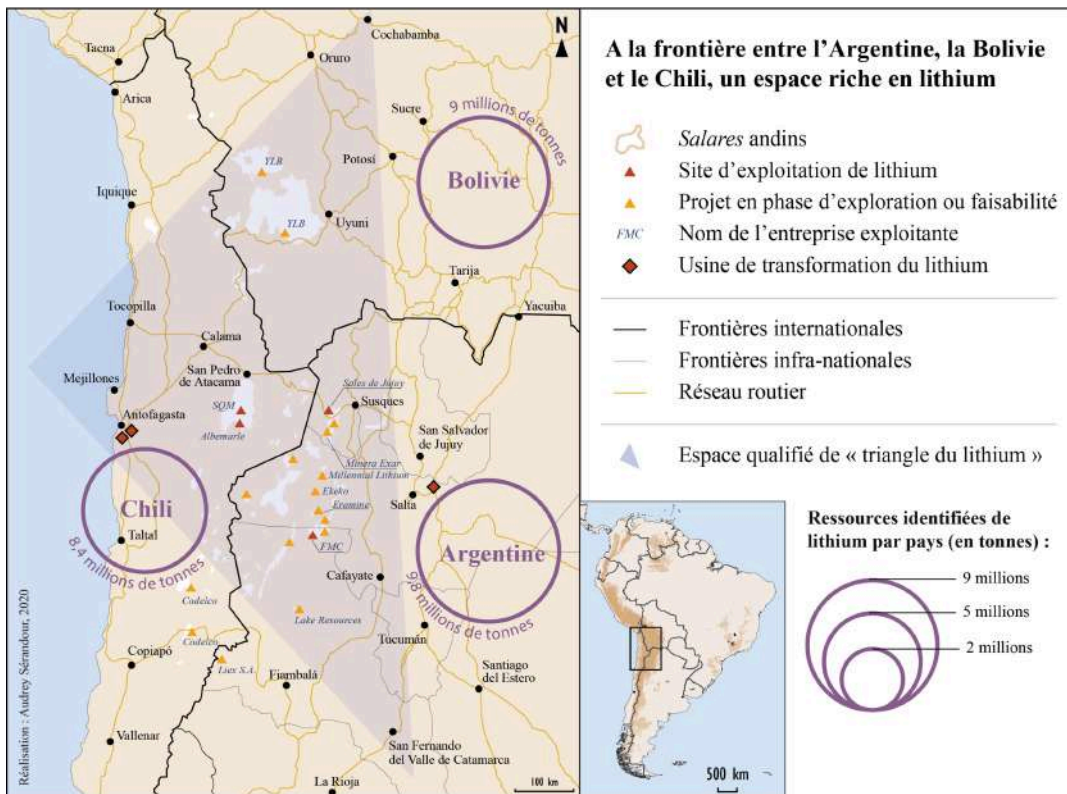 A la frontière entre l'Argentine, la Bolivie
et le Chili, un espace riche en lithium
Salares andins
Site d'exploitation de lithium
Projet en phase d'exploration ou faisabilité
FMC
Nom de l'entreprise exploitante
Usine de transformation du lithium
Frontières internationales
Frontières infra-nationales
Réseau routier
Espace qualifié de « triangle du lithium »
Ressources identifiées de
lithium par pays (en tonnes) :
9 millions
5 millions
2 millions
500 km
N
Cochabamba
Tacna
Oruro
Arica
Sucre
9 millions de tonnes
Bolivie
YLB
Potosí
Iquique
Uyuni
YLB
Tarija
Tocopilla
Yacuiba
Calama
San Pedro
de Atacama
Mejillones
Sales de Jujuy
Susques
SQM
Antofagasta
Albemarle
San Salvador
de Jujuy
Minera Exar
Millennial Lithium
Ekeko
Salta
Eramine
Chili
8,4 millions de tonnes
Taltal
FMC
Argentine
9,8 millions de tonnes
Cafayate
Codelco
Lake Resources
Tucumán
Codelco
Copiapó
Liex S.A.
Fiambalá
Santiago
del Estero
Vallenar
San Fernando
del Valle de Catamarca
La Rioja
100 km
Réalisation : Audrey Sérandour, 2020